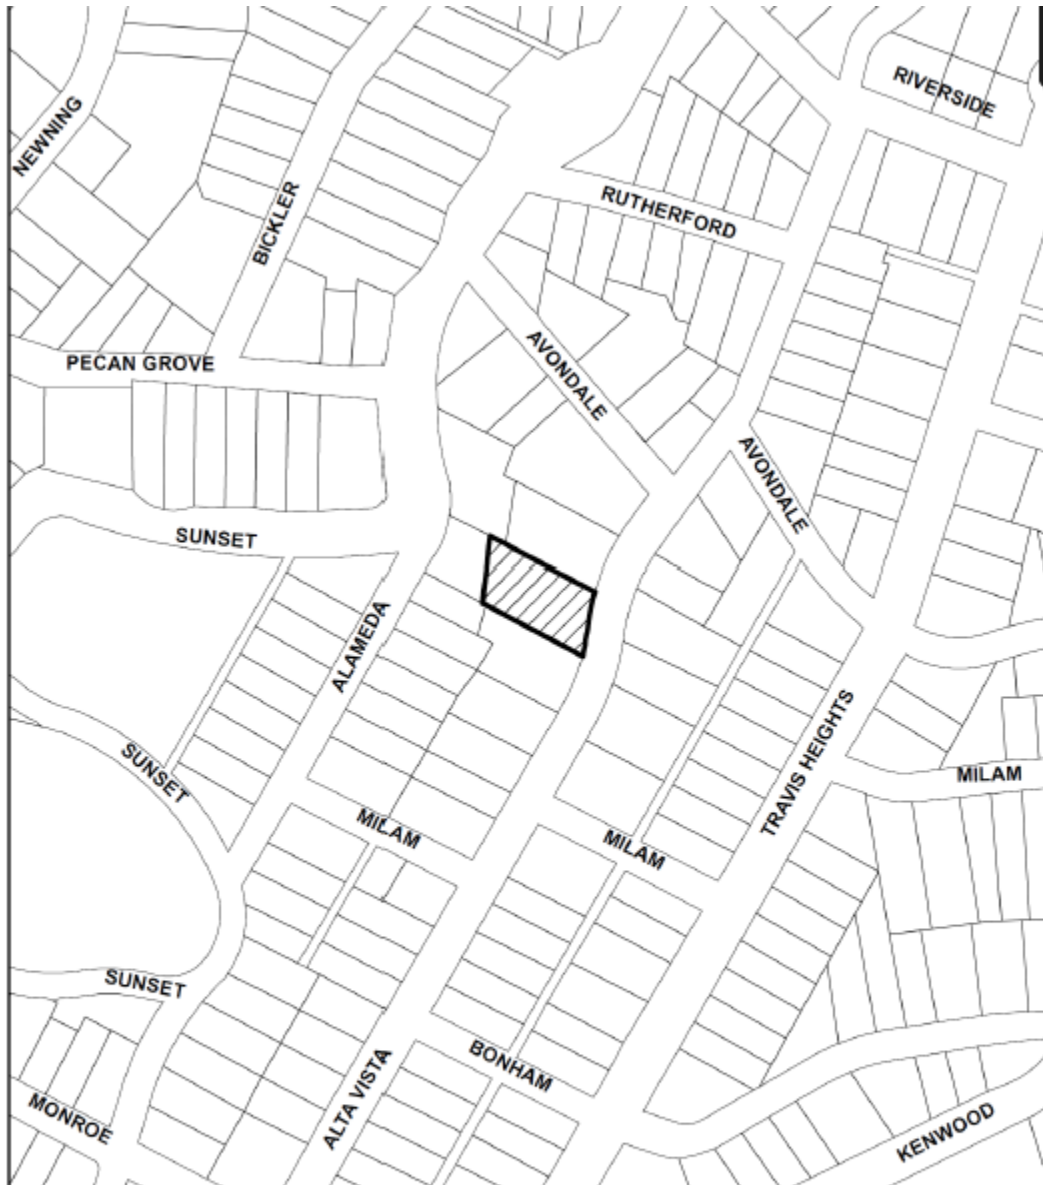 RIVERSIDE
NEWNING
RUTHERFORD
BICKLER
PECAN GROVE
AVONDALE
AVONDALE
SUNSET
ALAMEDA
SUNSET
TRAVIS HEIGHTS
MILAM
MILAM
MILAM
SUNSET
BONHAM
ALTA VISTA
MONROE
KENWOOD